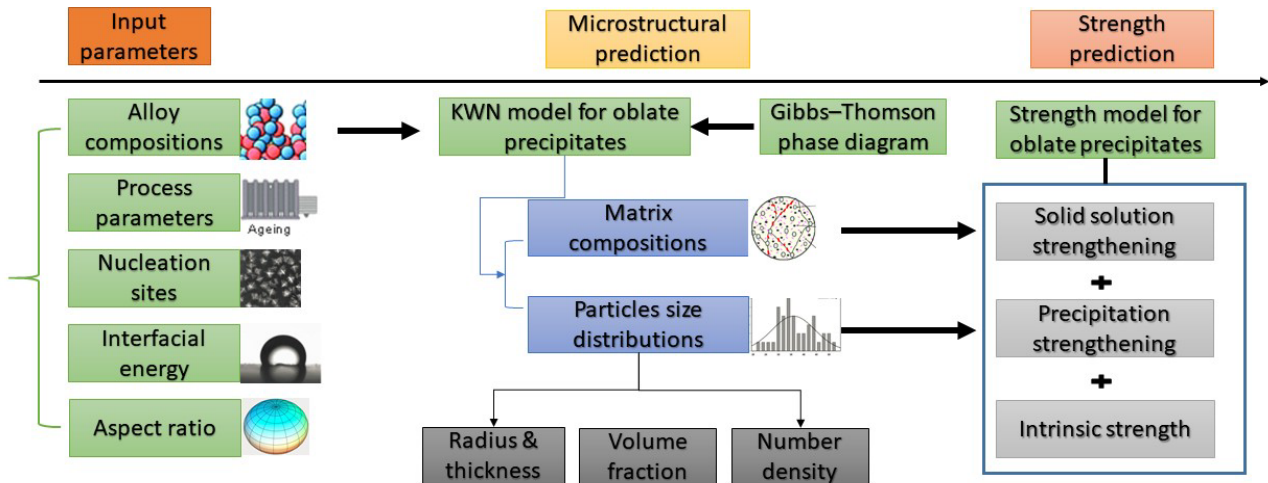 Input
parameters
Microstructural
prediction
Strength
prediction
Alloy
compositions
Process
parameters
Ageing
Nucleation
sites
Interfacial
energy
Aspect ratio
KWN model for oblate
precipitates
Gibbs–Thomson
phase diagram
Matrix
compositions
Particles size
distributions
Radius &
thickness
Volume
fraction
Number
density
Strength model for
oblate precipitates
Solid solution
strengthening
+
Precipitation
strengthening
+
Intrinsic strength